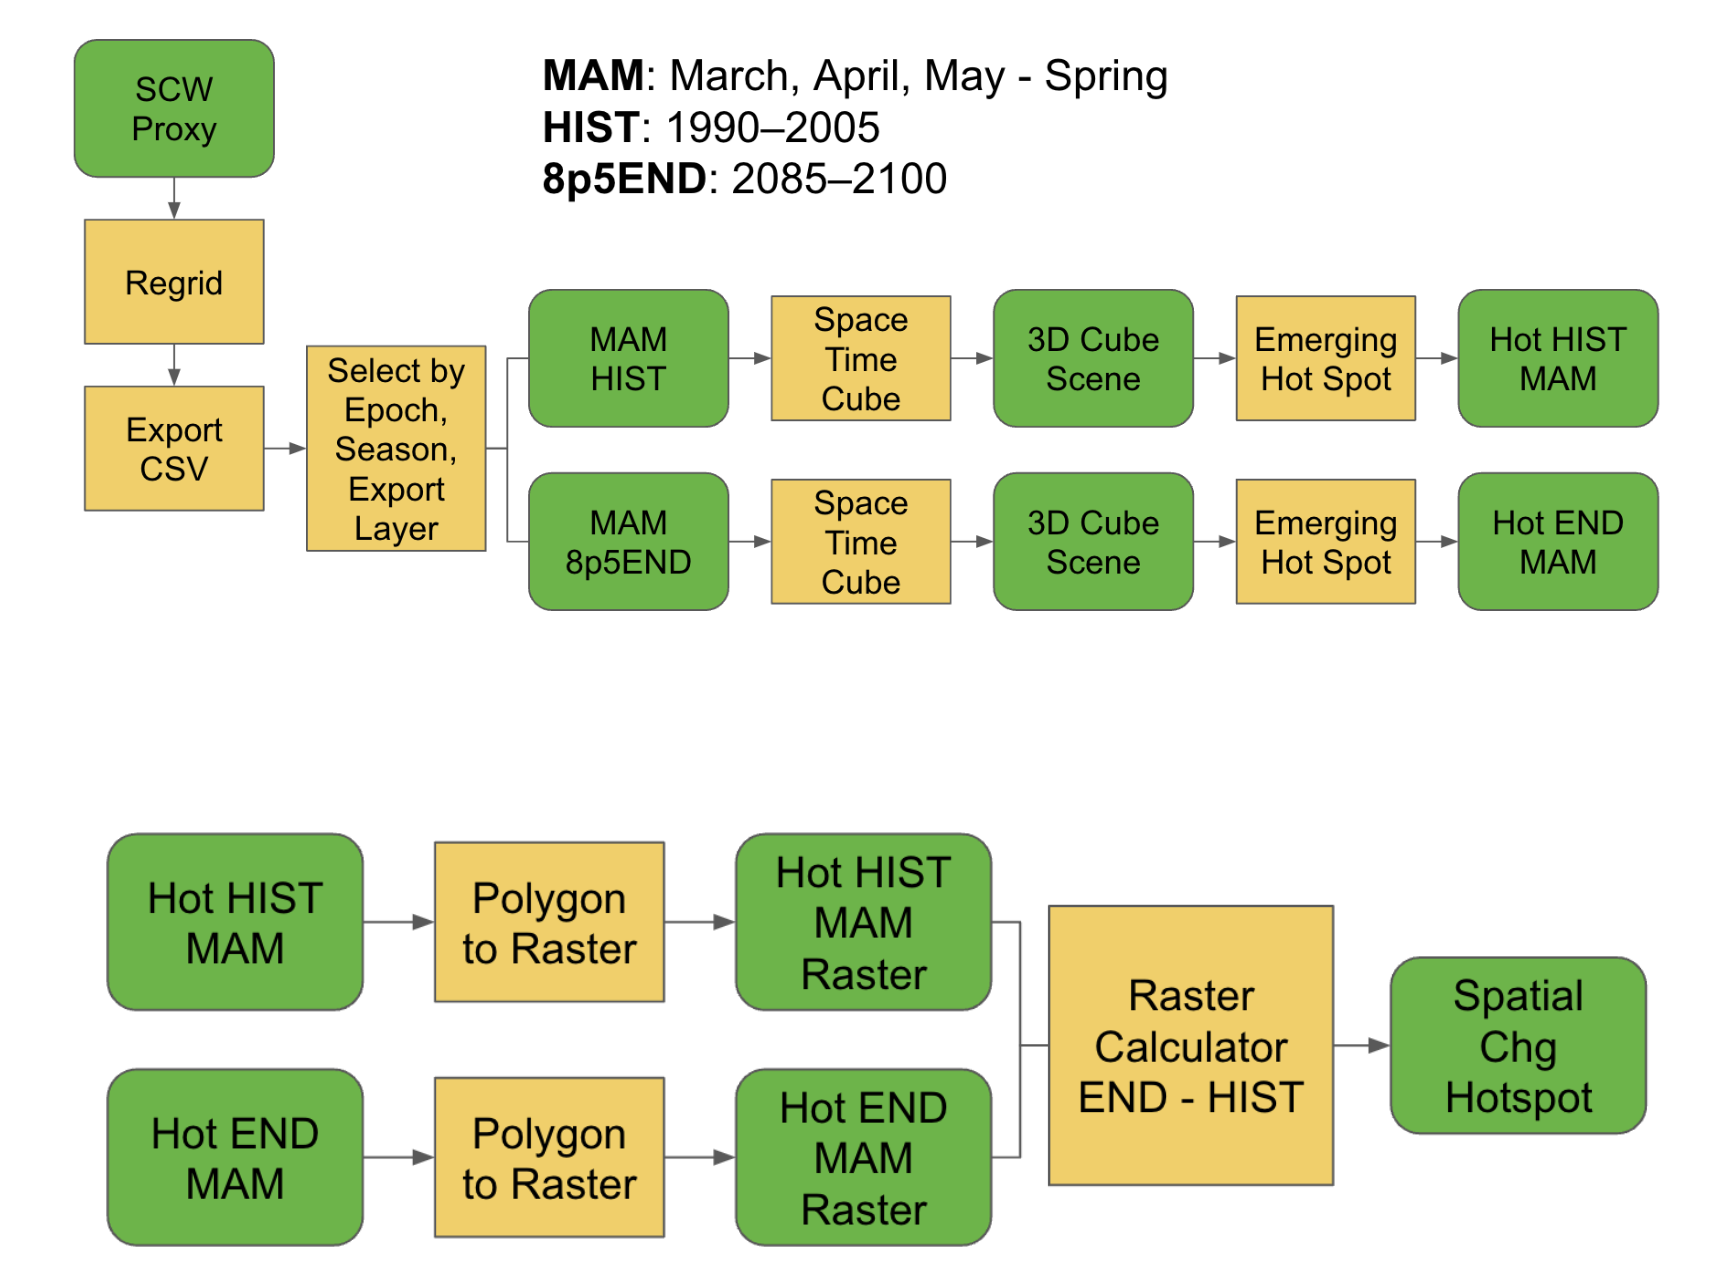 SCW
Proxy
MAM: March, April, May - Spring
HIST: 1990–2005
8p5END: 2085–2100
Regrid
Export
CSV
Select by
Epoch,
Season,
Export
Layer
MAM
HIST
Space
Time
Cube
3D Cube
Scene
Emerging
Hot Spot
Hot HIST
MAM
MAM
8p5END
Space
Time
Cube
3D Cube
Scene
Emerging
Hot Spot
Hot END
MAM
Hot HIST
MAM
Polygon
to Raster
Hot HIST
MAM
Raster
Hot END
MAM
Polygon
to Raster
Hot END
MAM
Raster
Raster
Calculator
END - HIST
Spatial
Chg
Hotspot